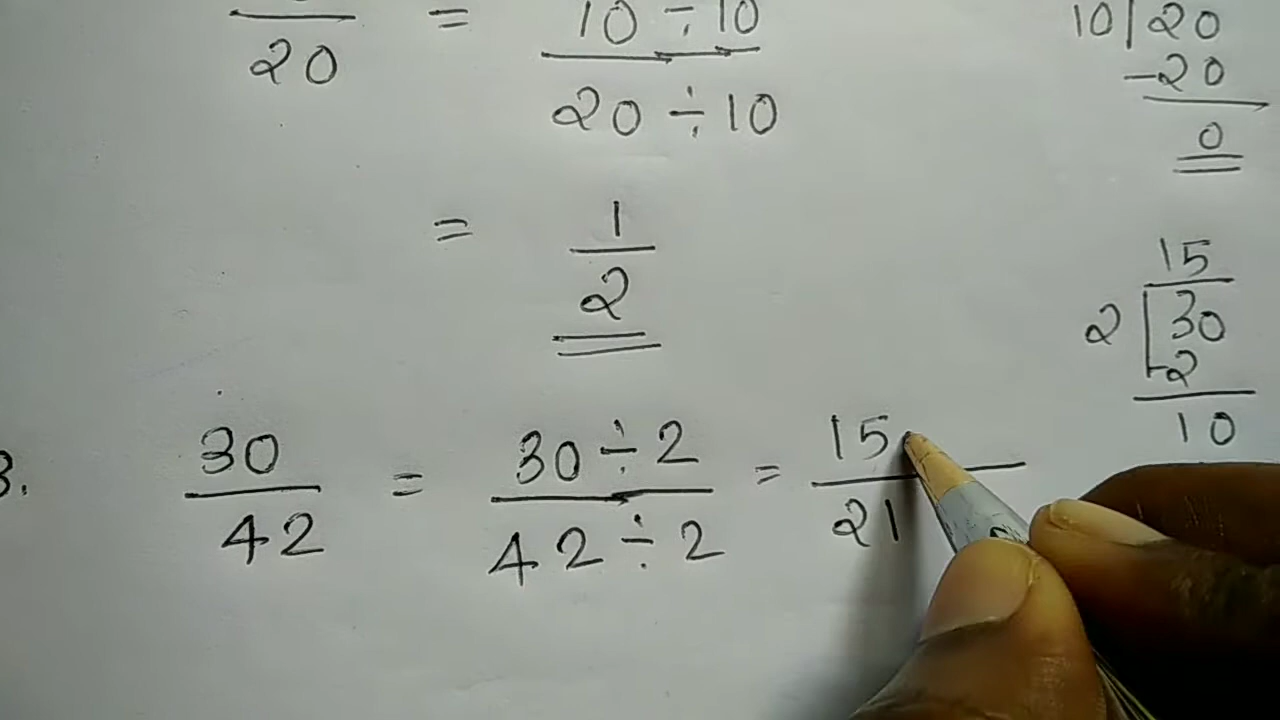 20 = 10 ÷ 10
20 ÷ 10
= 1
2
3. 30 = 30 ÷ 2 = 15
42 42 ÷ 2 21
10 20
-20
0
15
2 30
-2
10